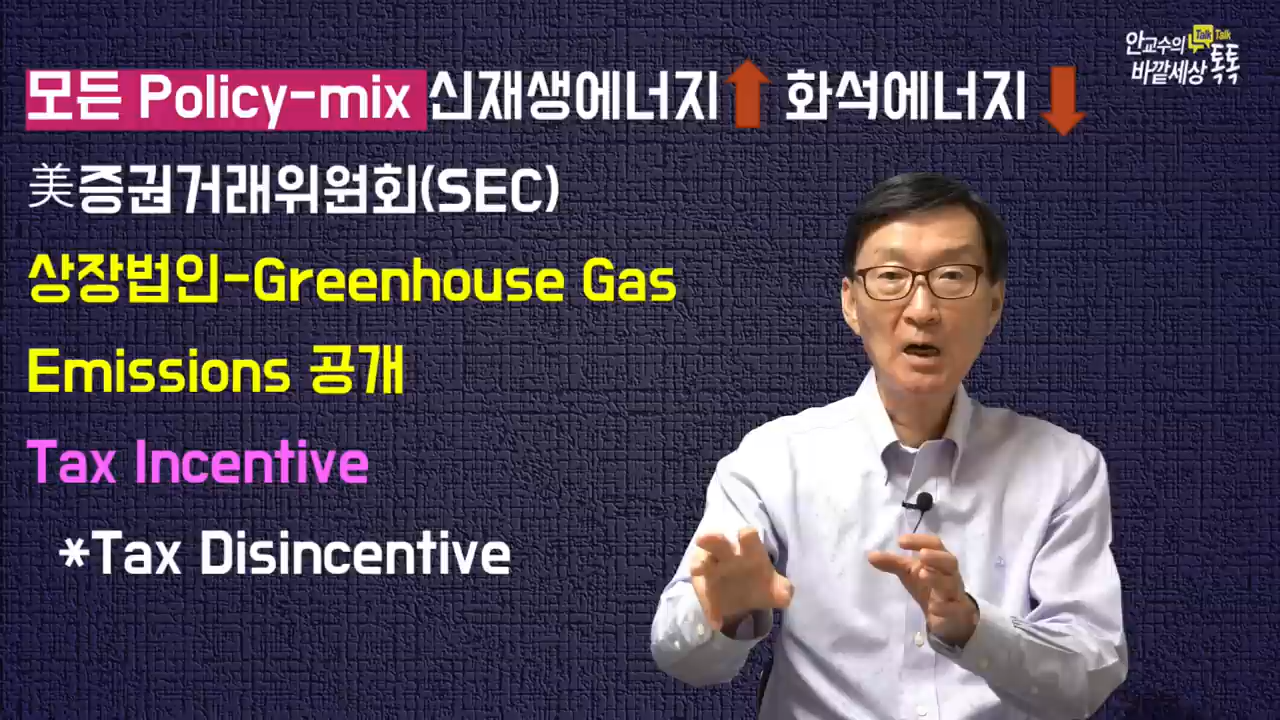 모든 Policy-mix 신재생에너지 화석에너지
美증권거래위원회(SEC)
상장법인-Greenhouse Gas
Emissions 공개
Tax Incentive
*Tax Disincentive
안교수의 Talk Talk
바깥세상 톡톡